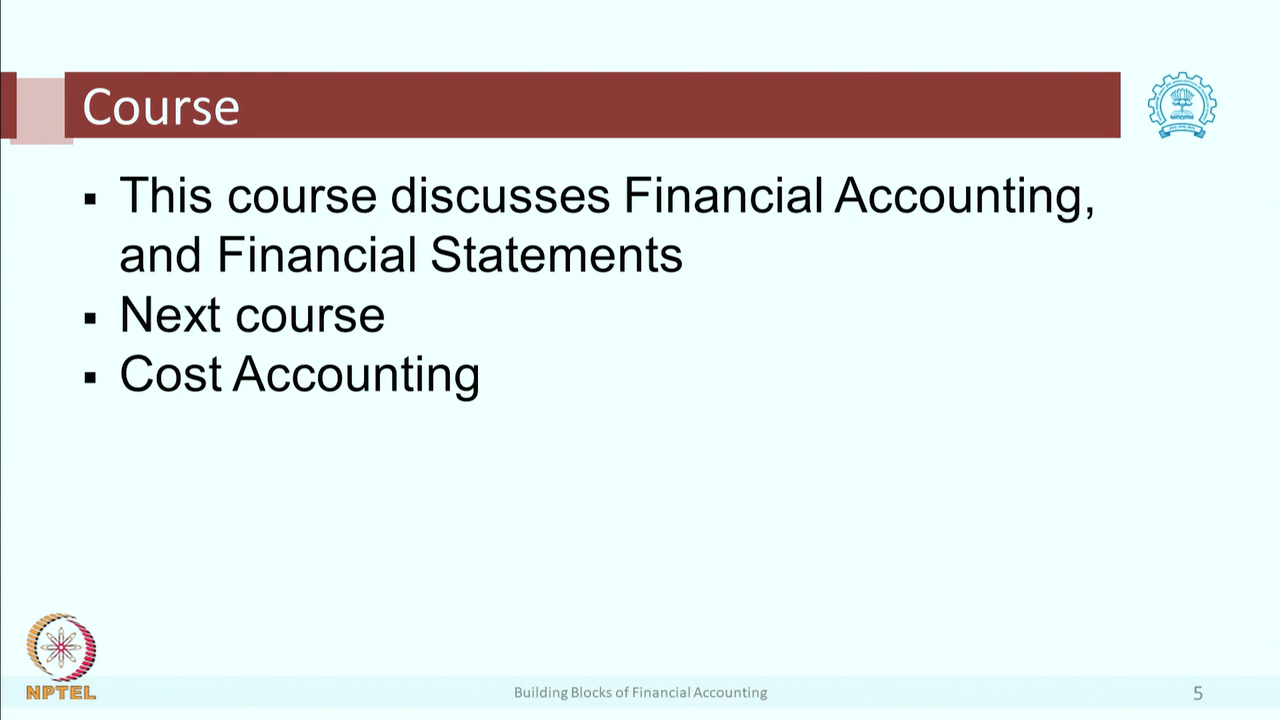 Course
▪ This course discusses Financial Accounting,
and Financial Statements
▪ Next course
▪ Cost Accounting
NPTEL
Building Blocks of Financial Accounting
5